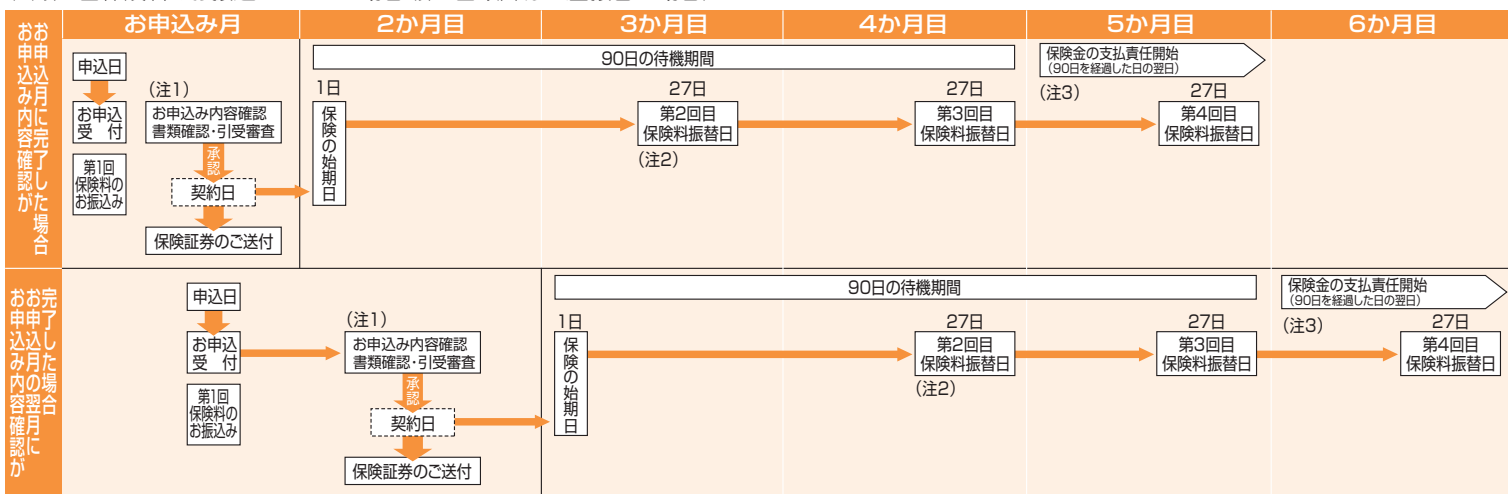 お申込み月
2か月目
3か月目
4か月目
5か月目
6か月目
お申込み内容確認が
お申込月に完了した場合
申込日
お申込
受　付
第1回
保険料の
お振込み
(注1)
お申込み内容確認
書類確認・引受審査
承認
契約日
保険証券のご送付
90日の待機期間
1日
保険の始期日
27日
第2回目
保険料振替日
(注2)
27日
第3回目
保険料振替日
保険金の支払責任開始
(90日を経過した日の翌日)
(注3)
27日
第4回目
保険料振替日
お申込み内容確認が
お申込月の翌月に
完了した場合
申込日
お申込
受　付
第1回
保険料の
お振込み
(注1)
お申込み内容確認
書類確認・引受審査
承認
契約日
保険証券のご送付
90日の待機期間
1日
保険の始期日
27日
第2回目
保険料振替日
(注2)
27日
第3回目
保険料振替日
保険金の支払責任開始
(90日を経過した日の翌日)
(注3)
27日
第4回目
保険料振替日